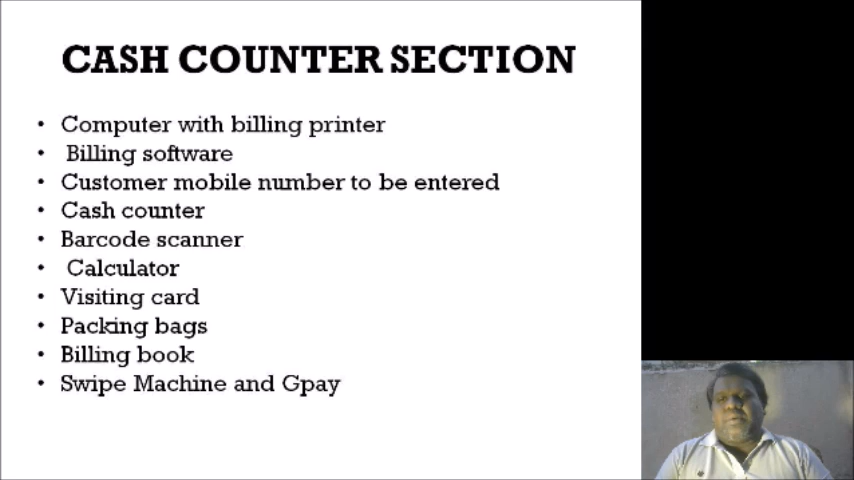 CASH COUNTER SECTION
• Computer with billing printer
• Billing software
• Customer mobile number to be entered
• Cash counter
• Barcode scanner
• Calculator
• Visiting card
• Packing bags
• Billing book
• Swipe Machine and Gpay